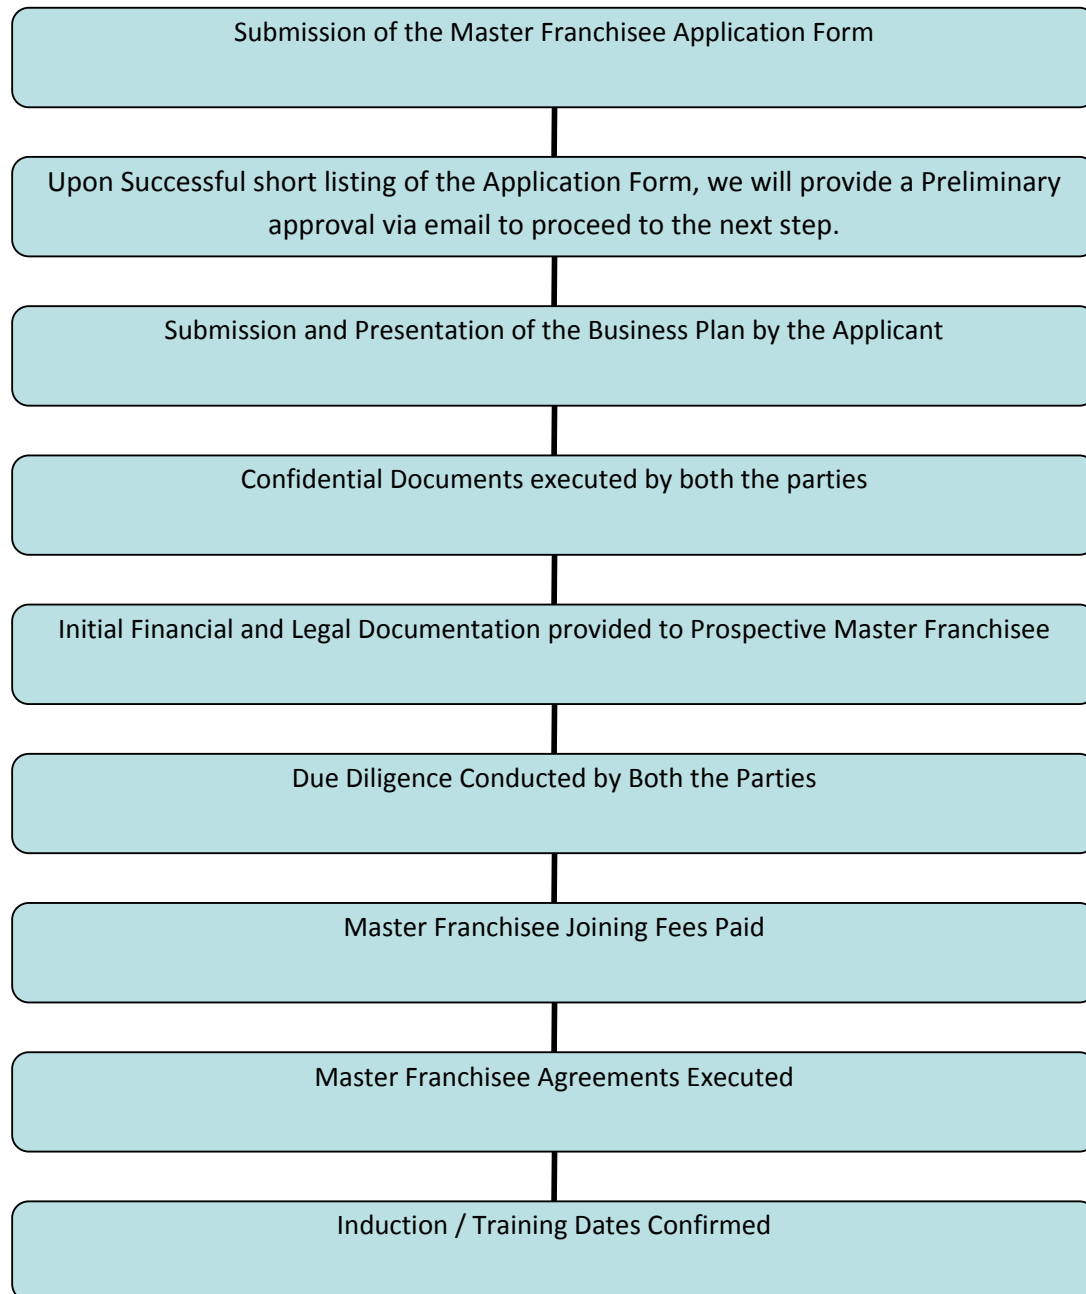 Submission of the Master Franchisee Application Form
Upon Successful short listing of the Application Form, we will provide a Preliminary
approval via email to proceed to the next step.
Submission and Presentation of the Business Plan by the Applicant
Confidential Documents executed by both the parties
Initial Financial and Legal Documentation provided to Prospective Master Franchisee
Due Diligence Conducted by Both the Parties
Master Franchisee Joining Fees Paid
Master Franchisee Agreements Executed
Induction / Training Dates Confirmed